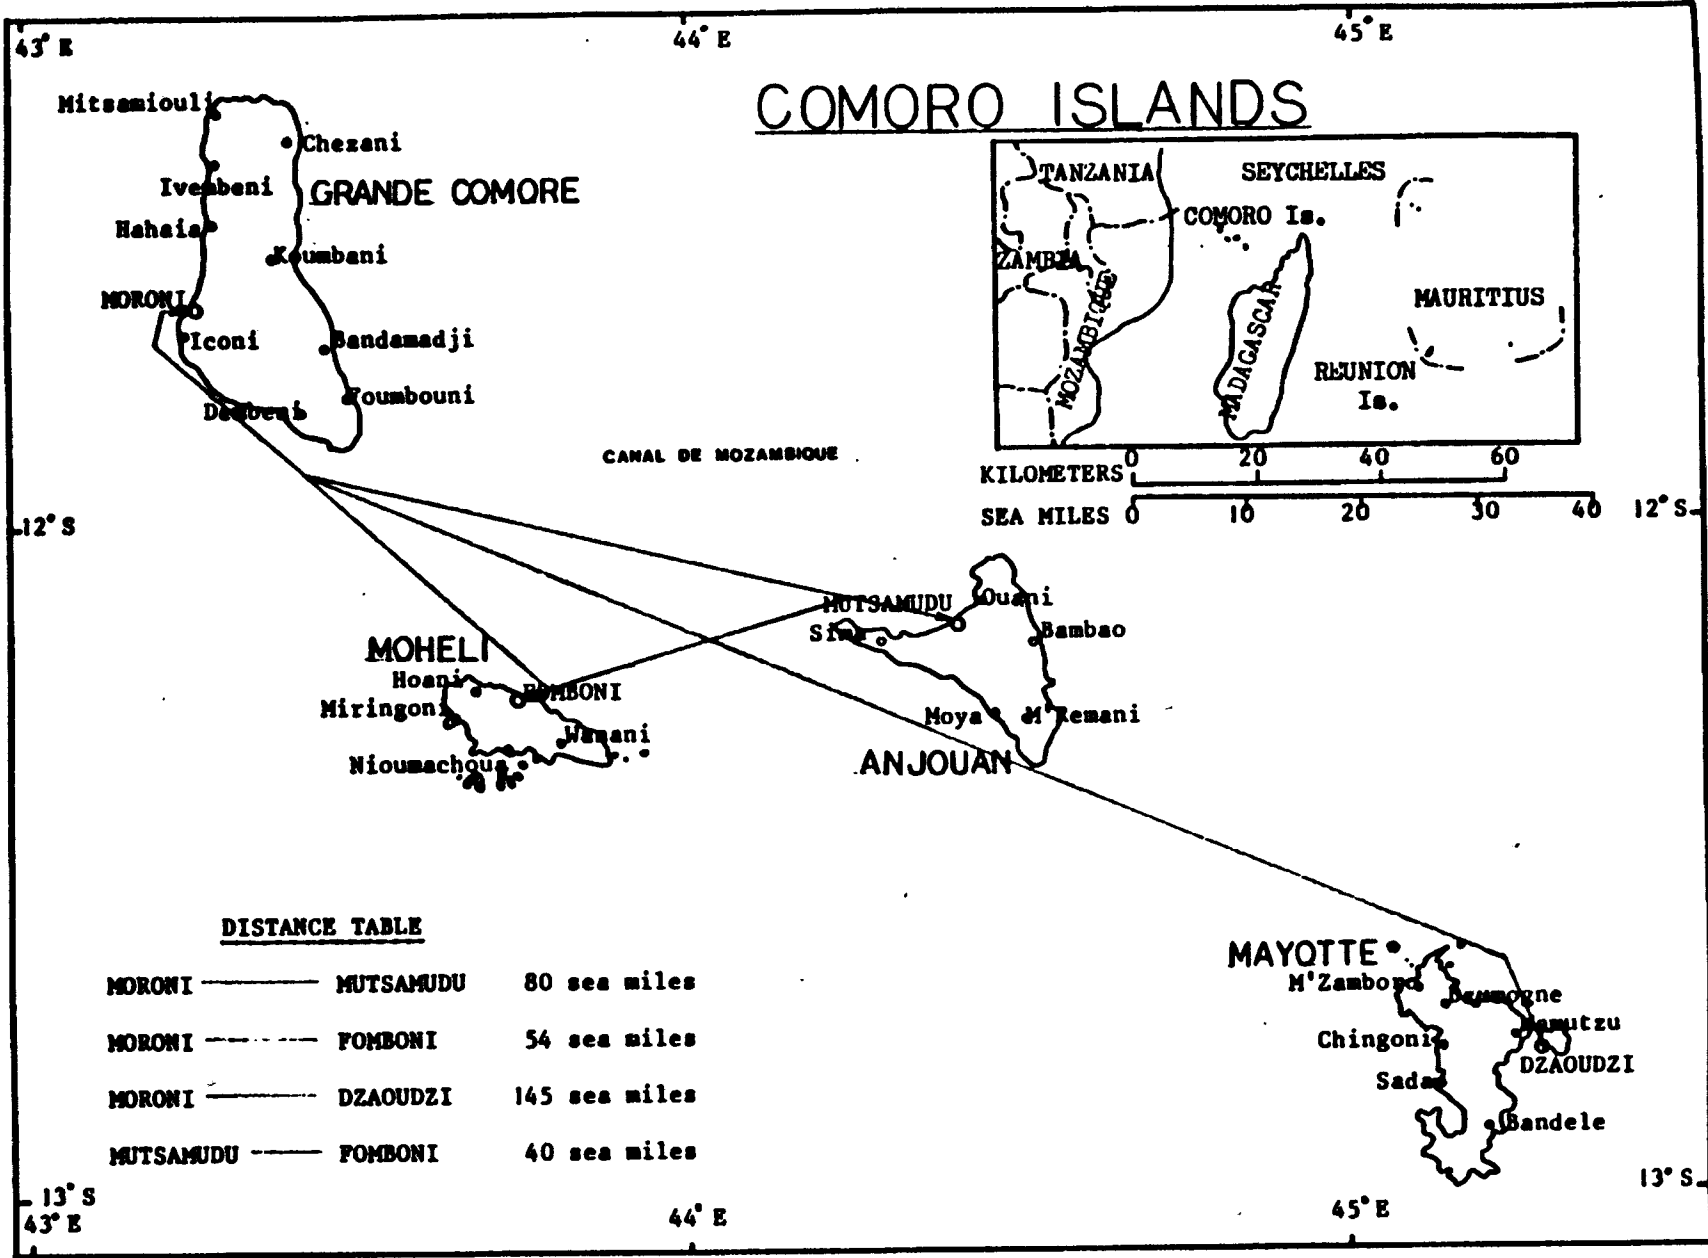 43° E
44° E
45° E
COMORO ISLANDS
Mitsamiouli
Chezani
Ivembeni
GRANDE COMORE
Hahaia
Koumbani
MORONI
Iconi
Bandamadji
Foumbouni
Dembeni
CANAL DE MOZAMBIQUE
TANZANIA
SEYCHELLES
COMORO Is.
ZAMBIA
MOZAMBIQUE
MADAGASCAR
MAURITIUS
REUNION
Is.
KILOMETERS 0 20 40 60
SEA MILES 0 10 20 30 40
12° S
12° S
MUTSAMUDU
Ouani
Sima
Bambao
MOHELI
Hoani
FOMBONI
Miringoni
Wanani
Nioumachoua
Moya
M'Remani
ANJOUAN
DISTANCE TABLE
MORONI MUTSAMUDU 80 sea miles
MORONI FOMBONI 54 sea miles
MORONI DZAOUDZI 145 sea miles
MUTSAMUDU FOMBONI 40 sea miles
MAYOTTE
M'Zamboro
Chingoni
Mamutzu
DZAOUDZI
Sada
Bandele
13° S
13° S
43° E
44° E
45° E